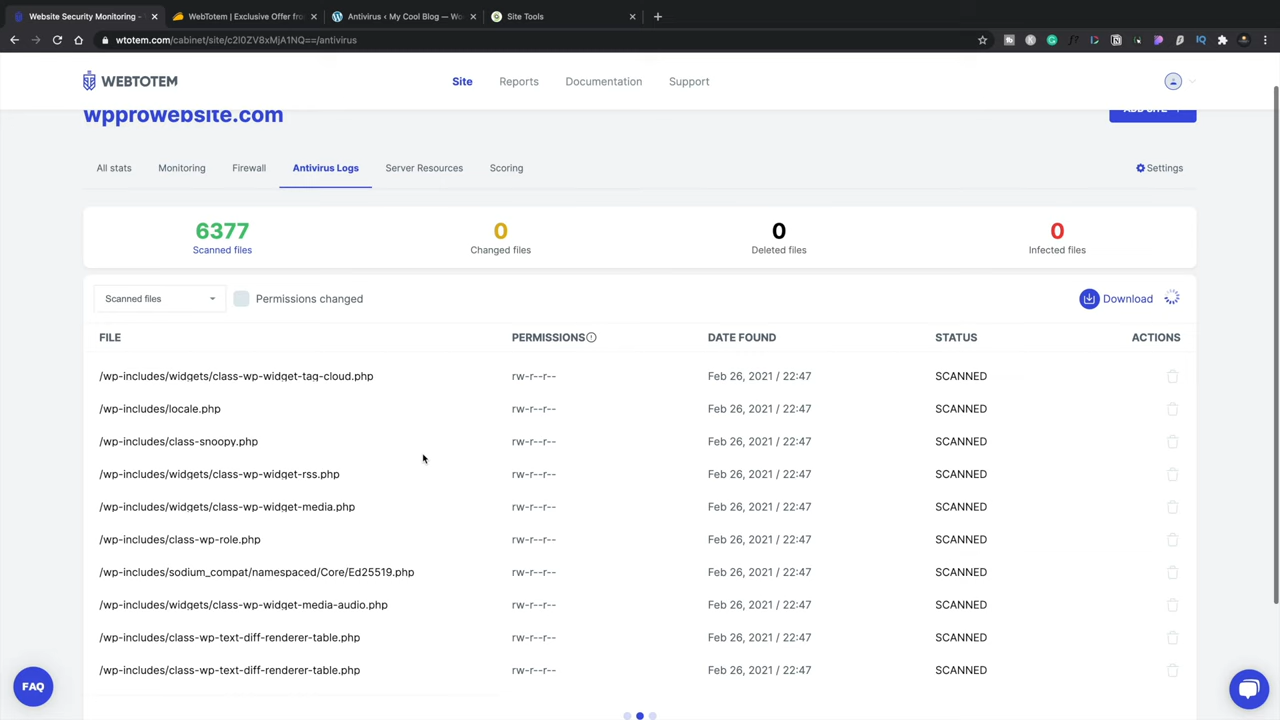 Website Security Monitoring -
WebTotem | Exclusive Offer fro
Antivirus ‹ My Cool Blog — Wo
Site Tools
wtotem.com/cabinet/site/c2l0ZV8xMjA1NQ==/antivirus
WEBTOTEM
Site
Reports
Documentation
Support
wpprowebsite.com
All stats
Monitoring
Firewall
Antivirus Logs
Server Resources
Scoring
Settings
6377
Scanned files
0
Changed files
0
Deleted files
0
Infected files
Scanned files
Permissions changed
Download
FILE PERMISSIONS DATE FOUND STATUS ACTIONS
/wp-includes/widgets/class-wp-widget-tag-cloud.php rw-r--r-- Feb 26, 2021 / 22:47 SCANNED
/wp-includes/locale.php rw-r--r-- Feb 26, 2021 / 22:47 SCANNED
/wp-includes/class-snoopy.php rw-r--r-- Feb 26, 2021 / 22:47 SCANNED
/wp-includes/widgets/class-wp-widget-rss.php rw-r--r-- Feb 26, 2021 / 22:47 SCANNED
/wp-includes/widgets/class-wp-widget-media.php rw-r--r-- Feb 26, 2021 / 22:47 SCANNED
/wp-includes/class-wp-role.php rw-r--r-- Feb 26, 2021 / 22:47 SCANNED
/wp-includes/sodium_compat/namespaced/Core/Ed25519.php rw-r--r-- Feb 26, 2021 / 22:47 SCANNED
/wp-includes/widgets/class-wp-widget-media-audio.php rw-r--r-- Feb 26, 2021 / 22:47 SCANNED
/wp-includes/class-wp-text-diff-renderer-table.php rw-r--r-- Feb 26, 2021 / 22:47 SCANNED
/wp-includes/class-wp-text-diff-renderer-table.php rw-r--r-- Feb 26, 2021 / 22:47 SCANNED
FAQ